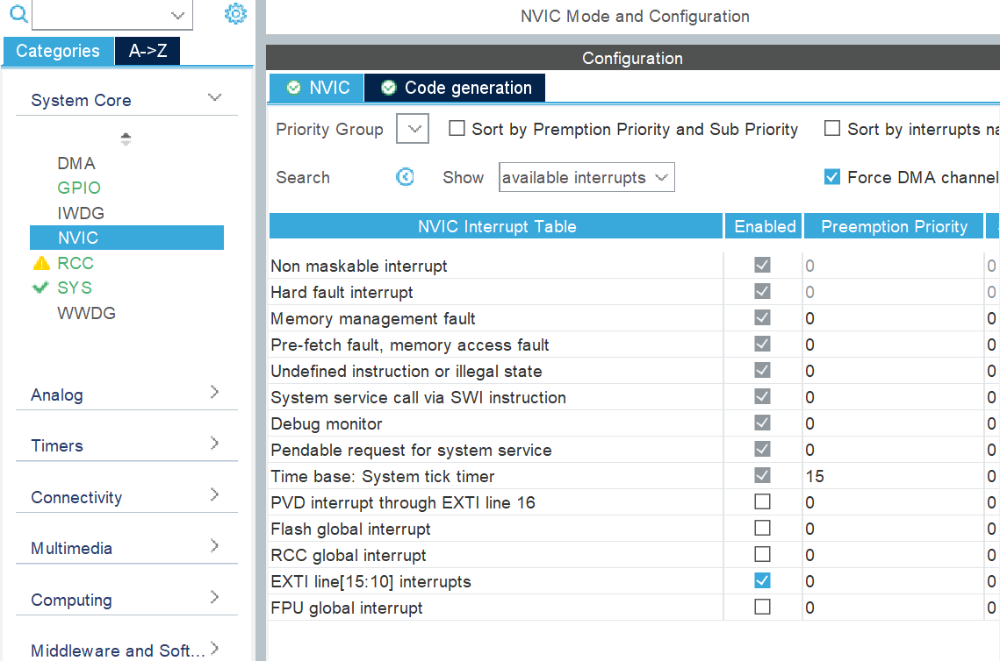 NVIC Mode and Configuration
Categories A->Z
Configuration
NVIC Code generation
System Core
Priority Group Sort by Premption Priority and Sub Priority Sort by interrupts na
DMA
GPIO
IWDG
NVIC
RCC
SYS
WWDG
Search Show available interrupts Force DMA channel
NVIC Interrupt Table Enabled Preemption Priority
Non maskable interrupt 0 0
Hard fault interrupt 0 0
Memory management fault 0 0
Pre-fetch fault, memory access fault 0 0
Undefined instruction or illegal state 0 0
System service call via SWI instruction 0 0
Debug monitor 0 0
Pendable request for system service 0 0
Time base: System tick timer 15 0
PVD interrupt through EXTI line 16 0 0
Flash global interrupt 0 0
RCC global interrupt 0 0
EXTI line[15:10] interrupts 0 0
FPU global interrupt 0 0
Analog
Timers
Connectivity
Multimedia
Computing
Middleware and Soft...